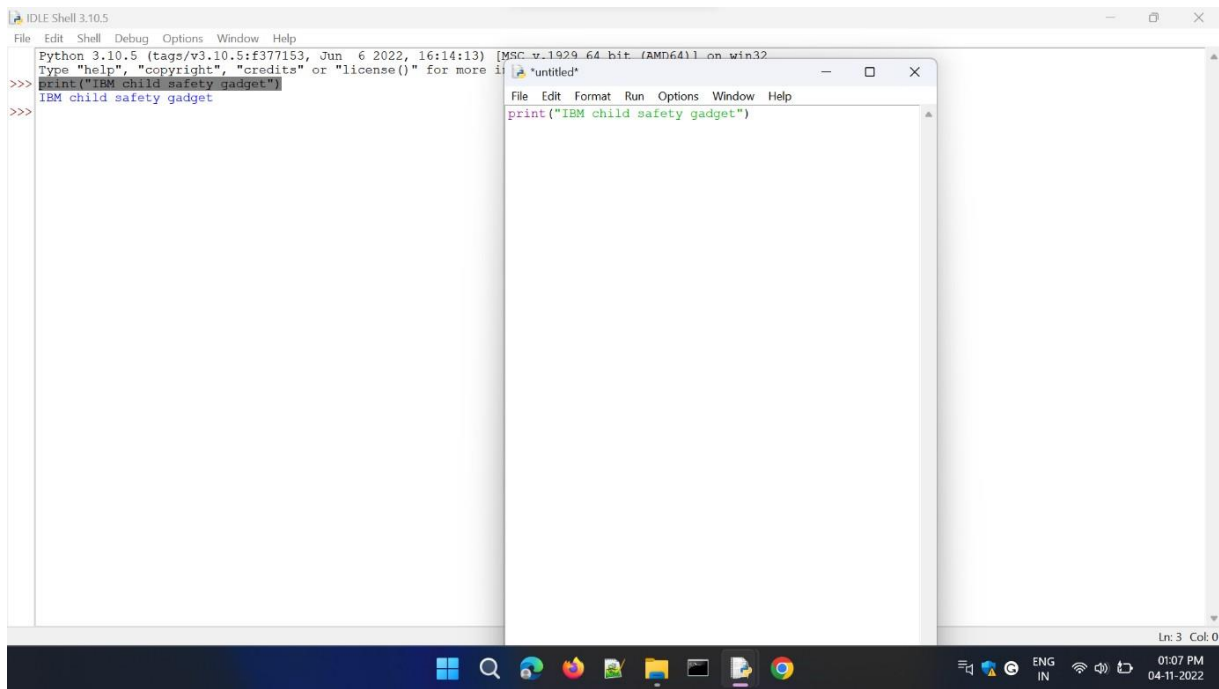 IDLE Shell 3.10.5
File Edit Shell Debug Options Window Help
Python 3.10.5 (tags/v3.10.5:f377153, Jun 6 2022, 16:14:13) [MSC v.1929 64 bit (AMD64)] on win32
Type "help", "copyright", "credits" or "license()" for more i
>>> print("IBM child safety gadget")
IBM child safety gadget
>>>
*untitled*
File Edit Format Run Options Window Help
print("IBM child safety gadget")
Ln: 3 Col: 0
ENG
IN
01:07 PM
04-11-2022